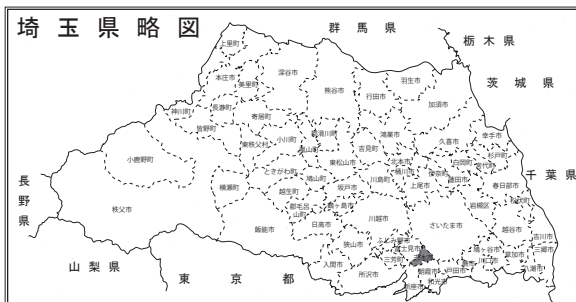 埼玉県略図
群馬県
栃木県
茨城県
千葉県
長野県
山梨県
東京都
上里町
本庄市
美里町
神川町
深谷市
熊谷市
行田市
羽生市
加須市
長瀞町
皆野町
寄居町
小川町
滑川町
嵐山町
東秩父村
小鹿野町
秩父市
横瀬町
ときがわ町
東松山市
吉見町
鴻巣市
北本市
桶川市
久喜市
幸手市
杉戸町
宮代町
白岡町
伊奈町
蓮田市
上尾市
春日部市
松伏町
鳩山町
越生町
毛呂
山町
坂戸市
川島町
鶴ヶ島市
日高市
飯能市
川越市
岩槻区
さいたま市
越谷市
吉川市
三郷市
八潮市
草加市
鳩ヶ谷市
川口市
蕨市
戸田市
ふじみ野市
富士見市
三芳町
狭山市
入間市
所沢市
朝霞市
和光市
新座市